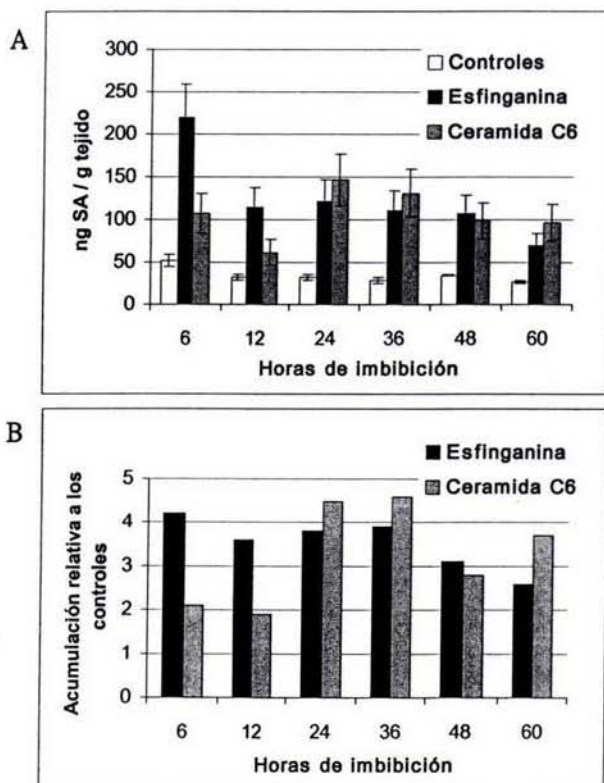 A
300
250
200
150
100
50
0
ng SA / g tejido
Controles
Esfinganina
Ceramida C6
6 12 24 36 48 60
Horas de imbibición
B
5
4
3
2
1
0
Acumulación relativa a los
controles
Esfinganina
Ceramida C6
6 12 24 36 48 60
Horas de imbibición